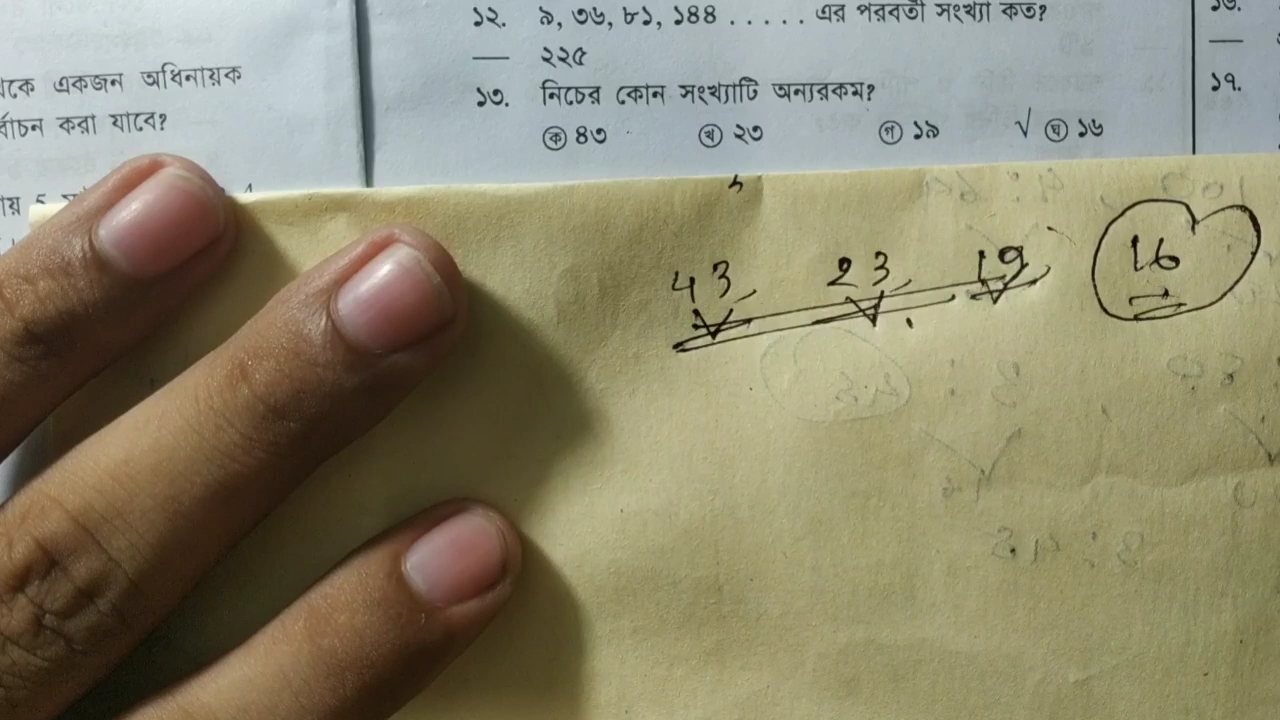 ১২. ৯, ৩৬, ৮১, ১৪৪ ..... এর পরবর্তী সংখ্যা কত?
— ২২৫
১৩. নিচের কোন সংখ্যাটি অন্যরকম?
ক ৪৩ খ ২৩ গ ১৯ √ ঘ ১৬
একজন অধিনায়ক
করা যাবে?
১৭.
43, 23, 19, 16